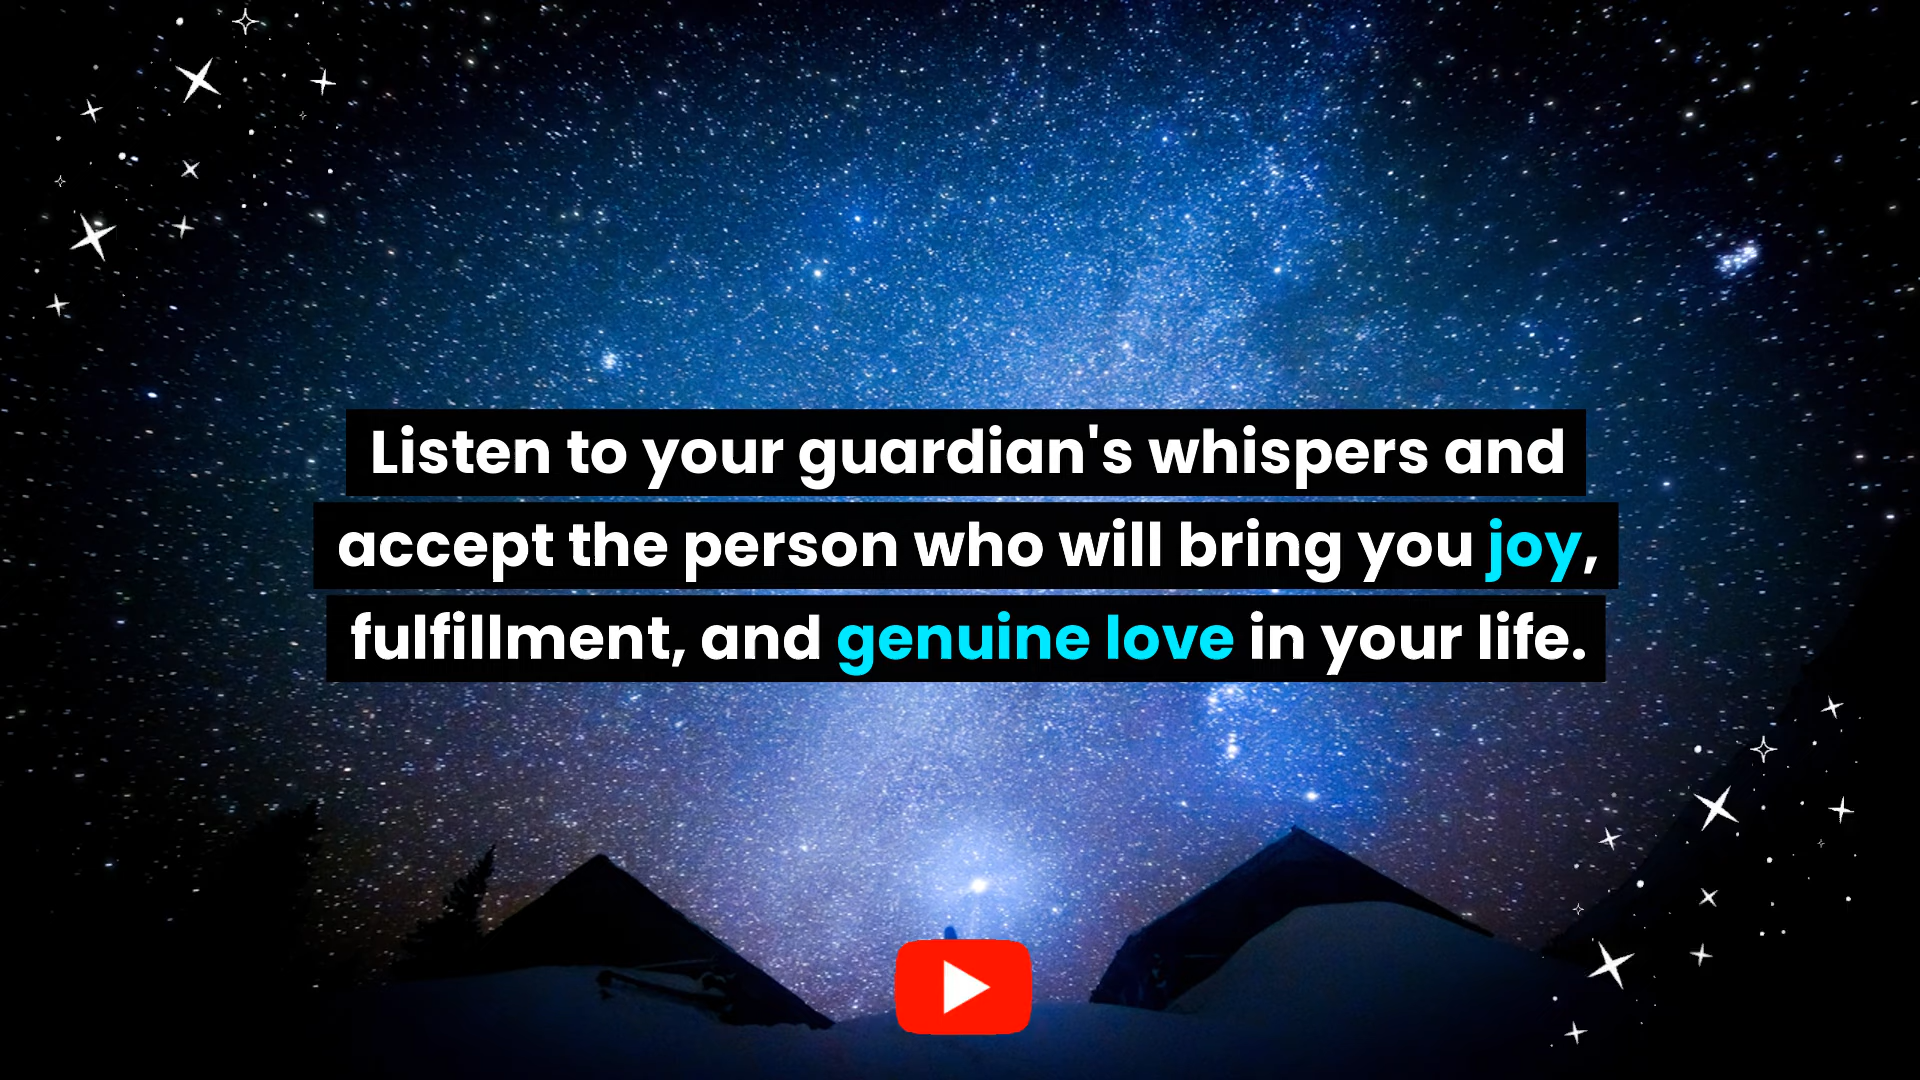 Listen to your guardian's whispers and
accept the person who will bring you joy,
fulfillment, and genuine love in your life.